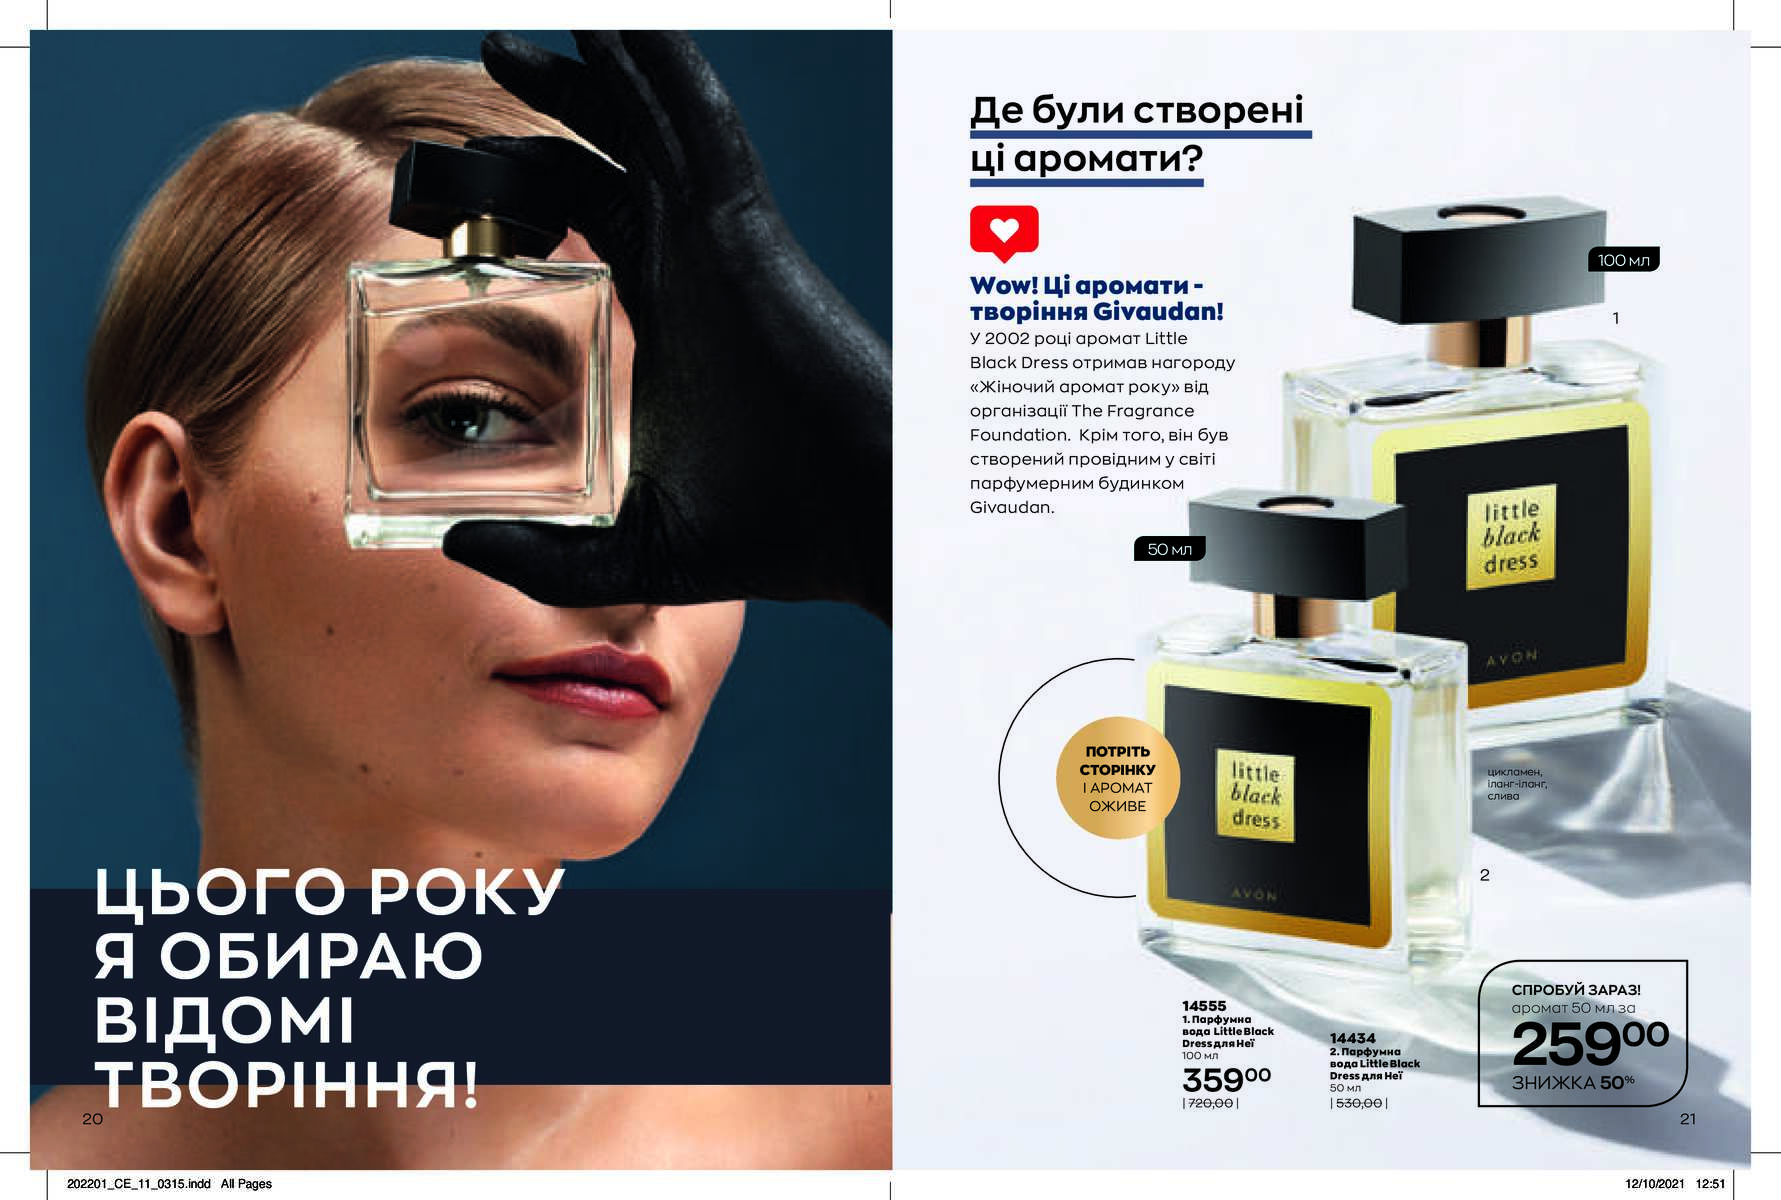 ЦЬОГО РОКУ
Я ОБИРАЮ
ВІДОМІ
ТВОРІННЯ!
20
Де були створені
ці аромати?
Wow! Ці аромати -
творіння Givaudan!
У 2002 році аромат Little
Black Dress отримав нагороду
«Жіночий аромат року» від
організації The Fragrance
Foundation. Крім того, він був
створений провідним у світі
парфумерним будинком
Givaudan.
100 мл
1
little
black
dress
AVON
50 мл
ПОТРІТЬ
СТОРІНКУ
І АРОМАТ
ОЖИВЕ
little
black
dress
AVON
цикламен,
іланг-іланг,
слива
2
14555
1. Парфумна
вода Little Black
Dress для Неї
100 мл
359⁰⁰
| 720,00 |
14434
2. Парфумна
вода Little Black
Dress для Неї
50 мл
| 530,00 |
СПРОБУЙ ЗАРАЗ!
аромат 50 мл за
259⁰⁰
ЗНИЖКА 50%
21
202201_CE_11_0315.indd All Pages
12/10/2021 12:51